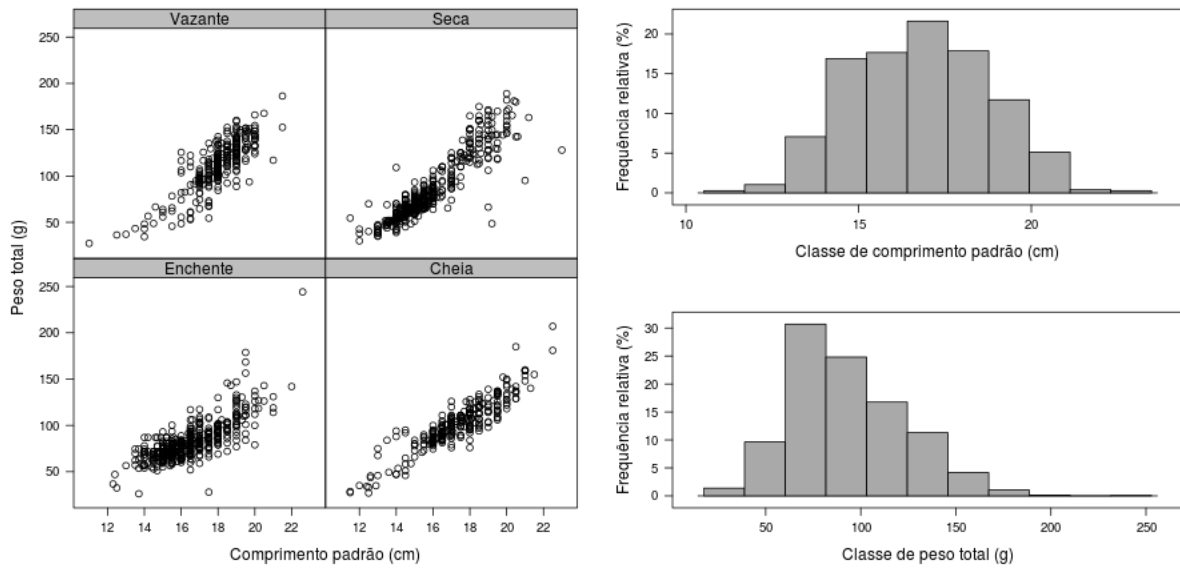 Vazante
Seca
Peso total (g)
250
200
150
100
50
Enchente
Cheia
250
200
150
100
50
12 14 16 18 20 22
12 14 16 18 20 22
Comprimento padrão (cm)
Frequência relativa (%)
20
15
10
5
0
10 15 20
Classe de comprimento padrão (cm)
Frequência relativa (%)
30
25
20
15
10
5
0
50 100 150 200 250
Classe de peso total (g)